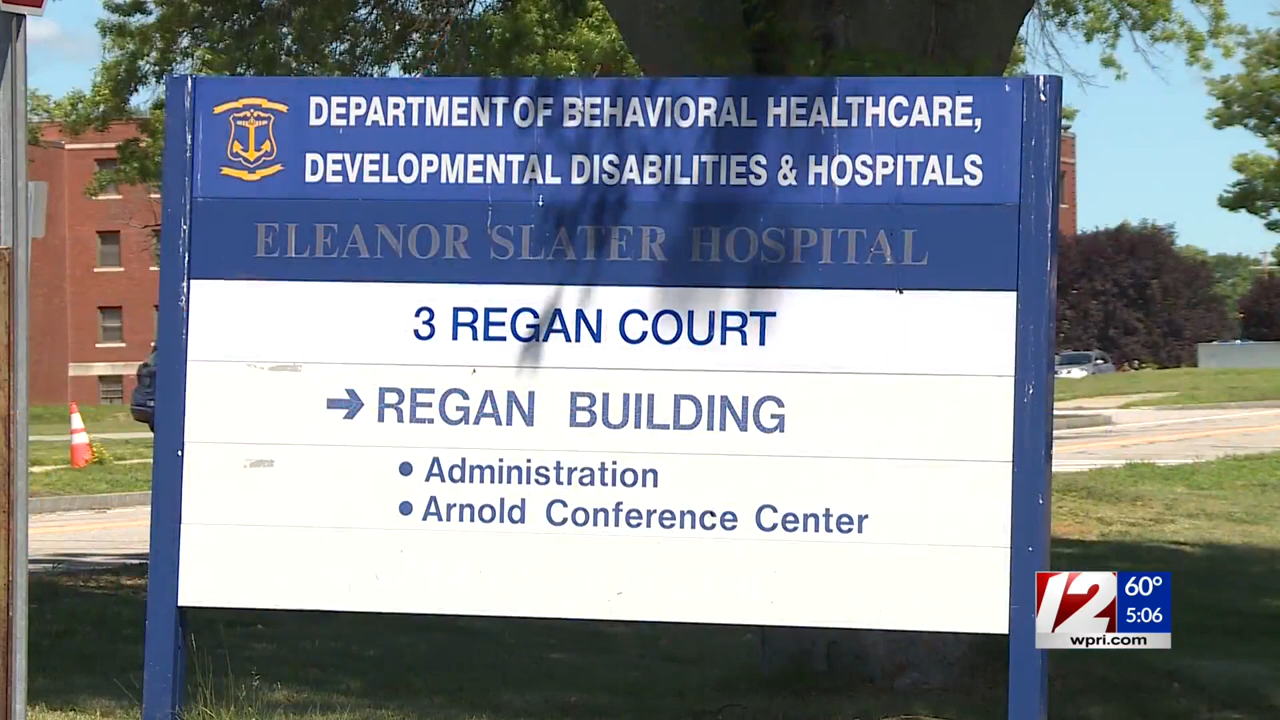 DEPARTMENT OF BEHAVIORAL HEALTHCARE,
DEVELOPMENTAL DISABILITIES & HOSPITALS
ELEANOR SLATER HOSPITAL
3 REGAN COURT
➔ REGAN BUILDING
• Administration
• Arnold Conference Center
12
60°
5:06
wpri.com